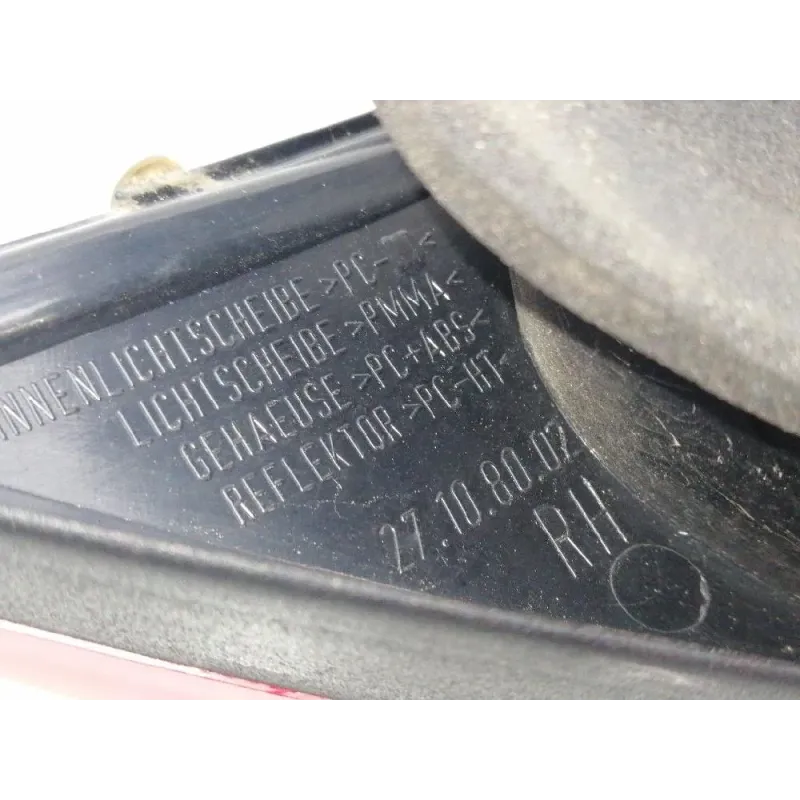 INNENLICHTSCHEIBE >PC-
LICHTSCHEIBE >PMMA<
GEHAEUSE >PC+ABS<
REFLEKTOR >PC-HT<
27.10.80.02
RH